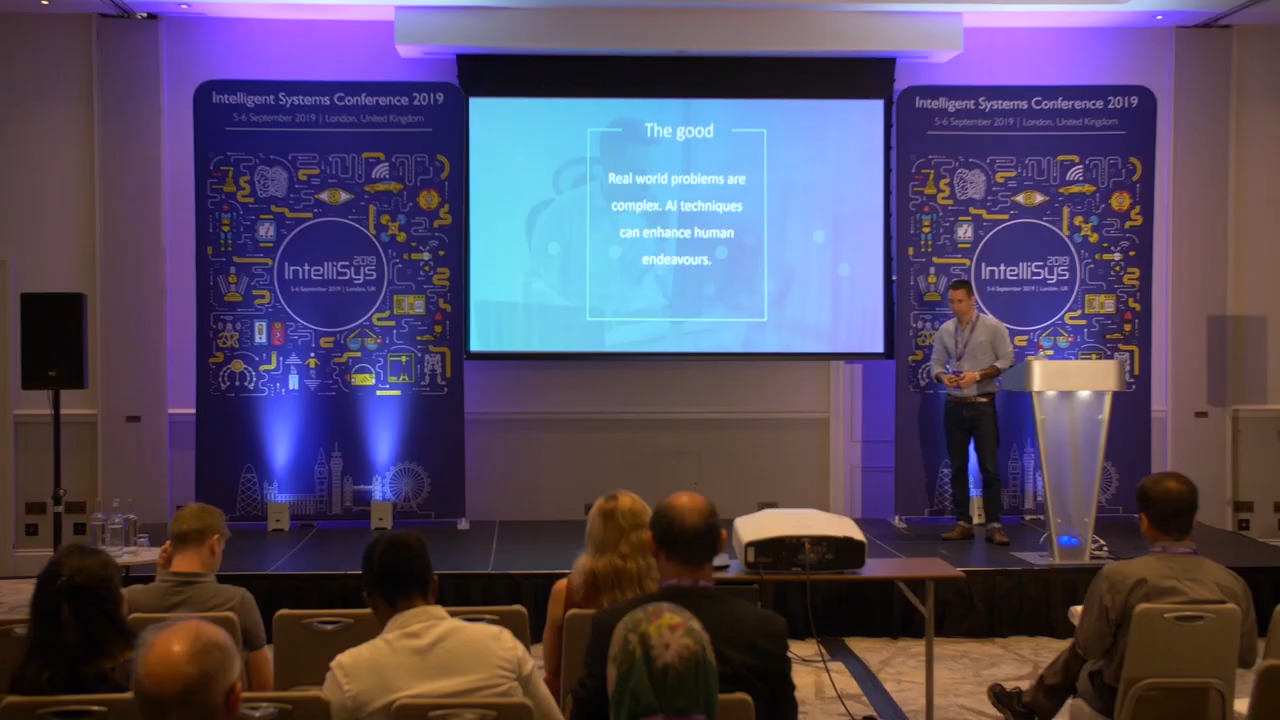 Intelligent Systems Conference 2019
5-6 September 2019 | London, United Kingdom
2019
IntelliSys
5-6 September 2019 | London, UK
The good
Real world problems are
complex. AI techniques
can enhance human
endeavours.
Intelligent Systems Conference 2019
5-6 September 2019 | London, United Kingdom
2019
IntelliSys
5-6 September 2019 | London, UK